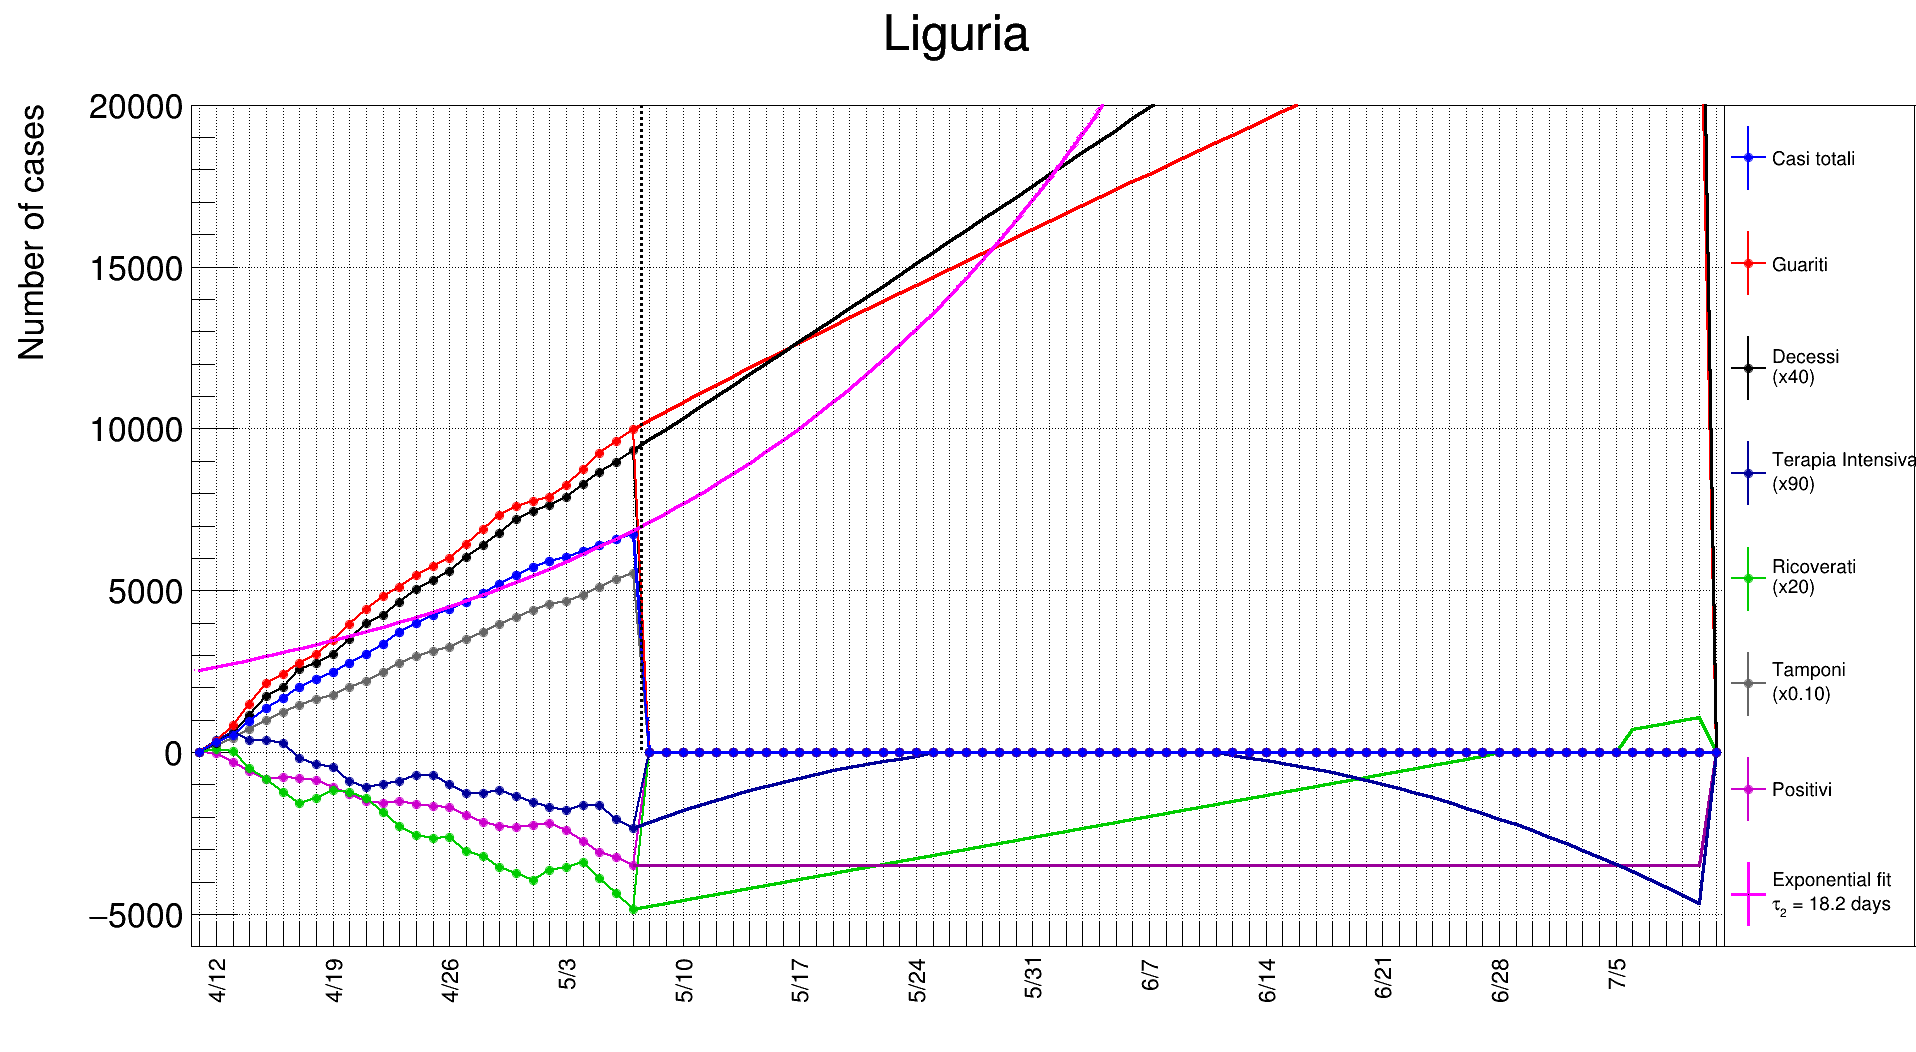 Liguria
Number of cases
20000
15000
10000
5000
0
−5000
4/12
4/19
4/26
5/3
5/10
5/17
5/24
5/31
6/7
6/14
6/21
6/28
7/5
Casi totali
Guariti
Decessi
(x40)
Terapia Intensiva
(x90)
Ricoverati
(x20)
Tamponi
(x0.10)
Positivi
Exponential fit
τ2 = 18.2 days